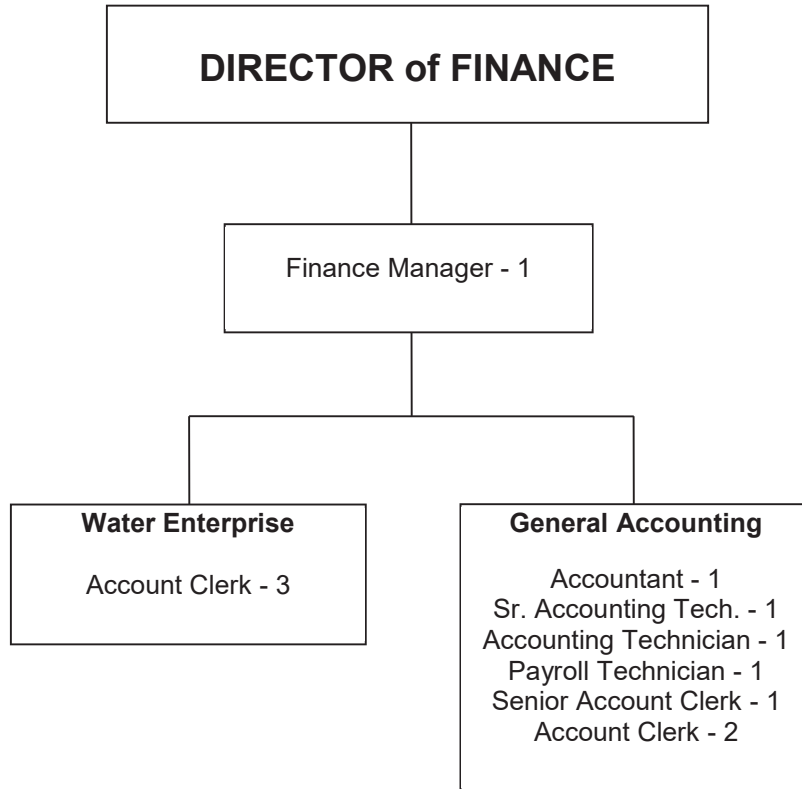 DIRECTOR of FINANCE
Finance Manager - 1
Water Enterprise
Account Clerk - 3
General Accounting
Accountant - 1
Sr. Accounting Tech. - 1
Accounting Technician - 1
Payroll Technician - 1
Senior Account Clerk - 1
Account Clerk - 2